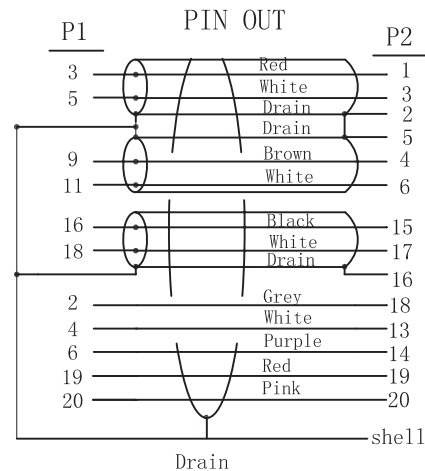 PIN OUT
P1 P2
3 Red 1
5 White 3
Drain 2
Drain 5
9 Brown 4
11 White 6
16 Black 15
18 White 17
Drain 16
2 Grey 18
4 White 13
6 Purple 14
19 Red 19
20 Pink 20
shell
Drain